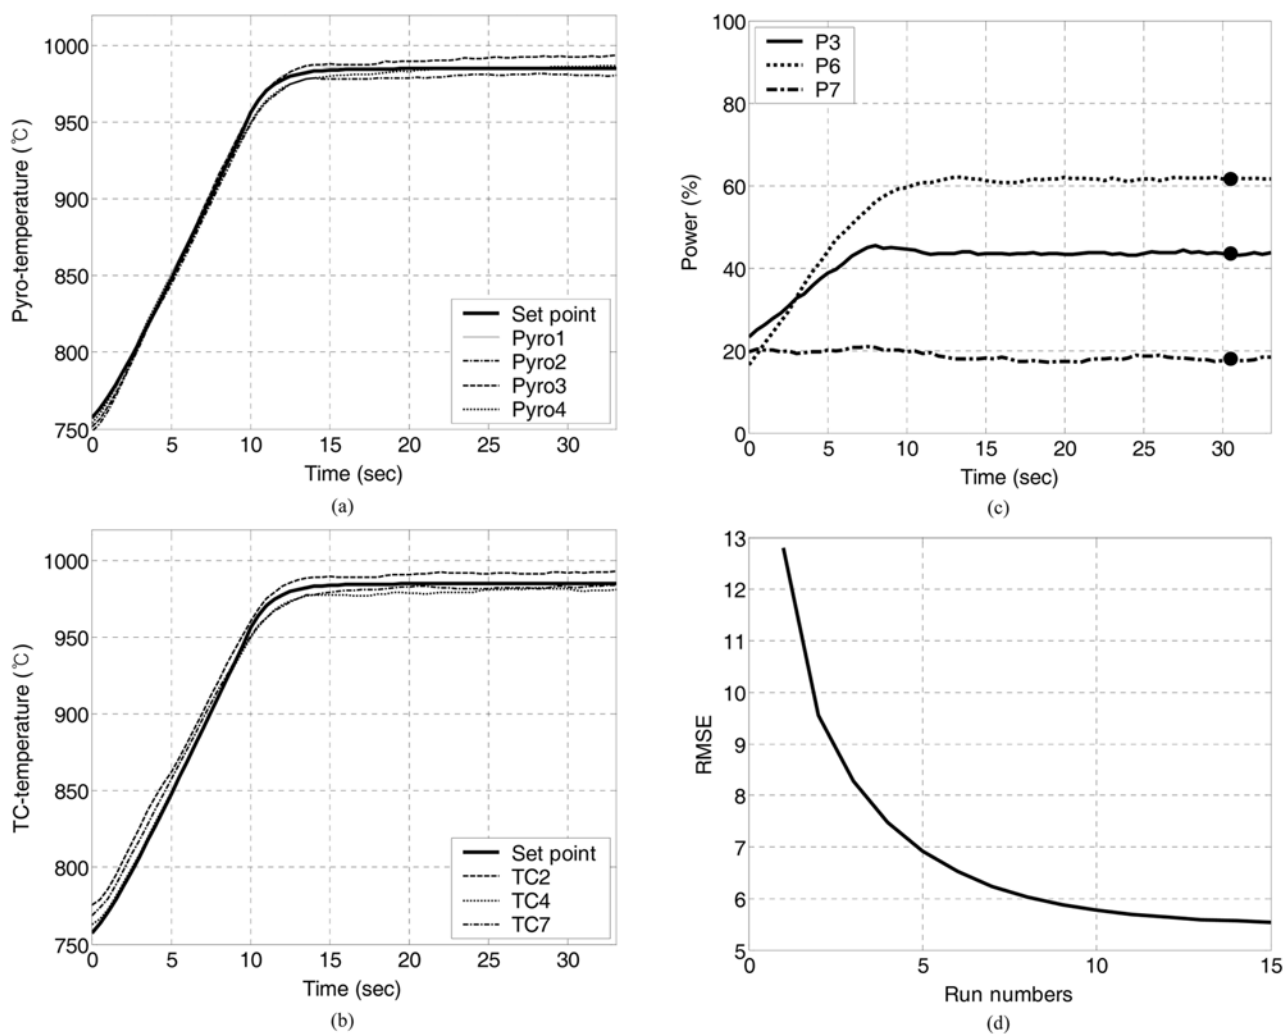 1000
950
900
850
800
750
Pyro-temperature (℃)
Set point
Pyro1
Pyro2
Pyro3
Pyro4
0 5 10 15 20 25 30
Time (sec)
(a)
100
80
60
40
20
0
Power (%)
P3
P6
P7
0 5 10 15 20 25 30
Time (sec)
(c)
1000
950
900
850
800
750
TC-temperature (℃)
Set point
TC2
TC4
TC7
0 5 10 15 20 25 30
Time (sec)
(b)
13
12
11
10
9
8
7
6
5
RMSE
0 5 10 15
Run numbers
(d)